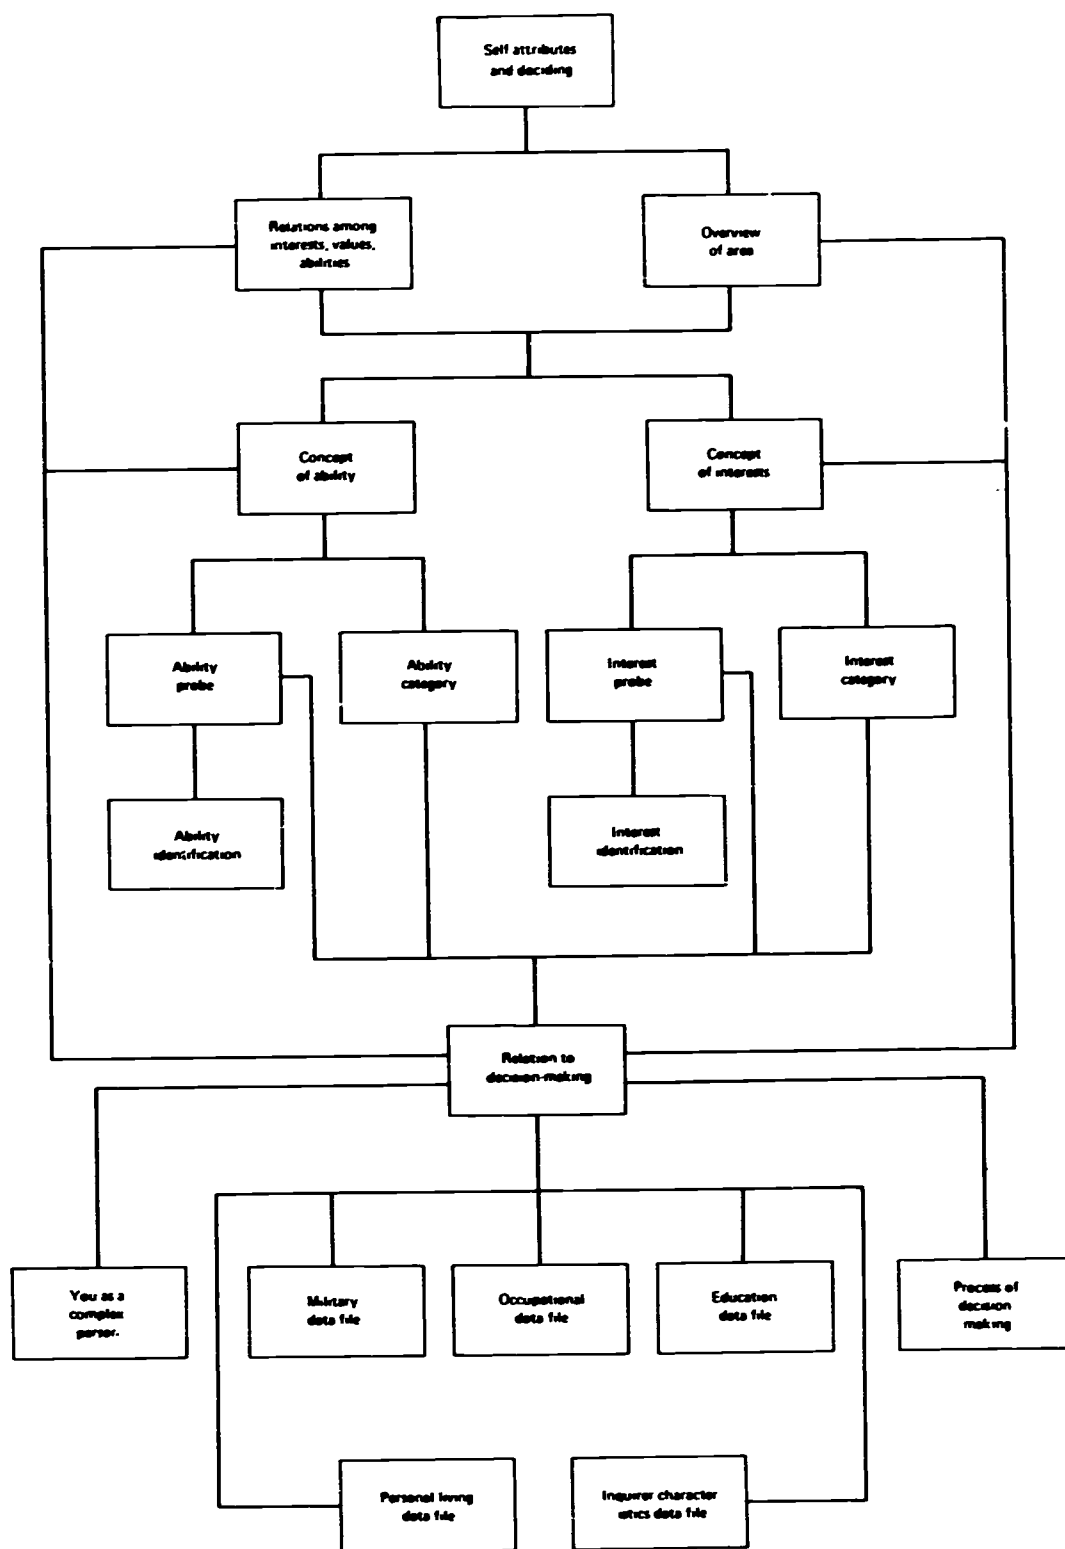 Self attributes
and deciding
Relations among
interests, values,
abilities
Overview
of area
Concept
of ability
Concept
of interests
Ability
probe
Ability
category
Interest
probe
Interest
category
Ability
identification
Interest
identification
Relation to
decision-making
You as a
complex
person.
Military
data file
Occupational
data file
Education
data file
Process of
decision
making
Personal living
data file
Inquirer character
istics data file